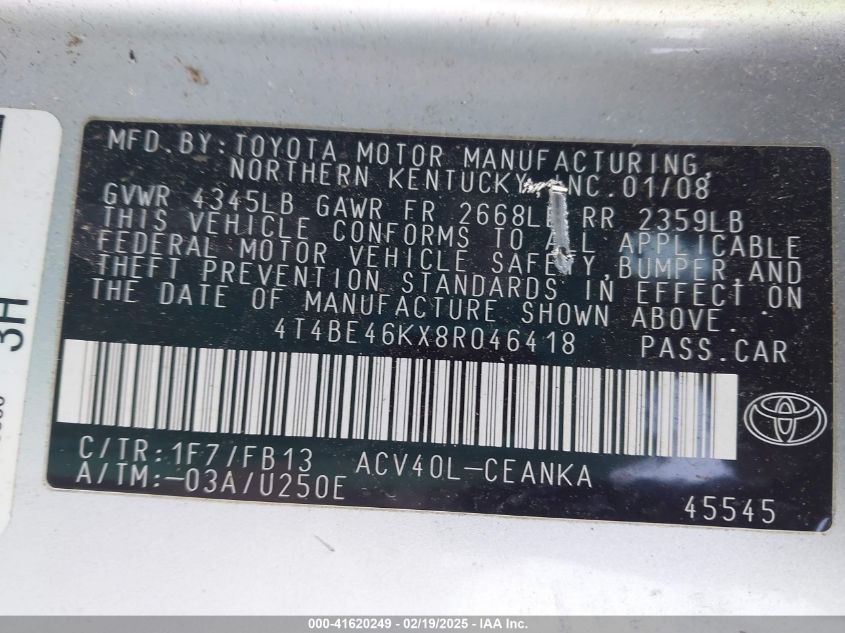 MFD.BY:TOYOTA MOTOR MANUFACTURING,
NORTHERN KENTUCKY, INC.01/08
GVWR 4345LB GAWR FR 2668LB RR 2359LB
THIS VEHICLE CONFORMS TO ALL APPLICABLE
FEDERAL MOTOR VEHICLE SAFETY,BUMPER,AND
THEFT PREVENTION STANDARDS IN EFFECT ON
THE DATE OF MANUFACTURE SHOWN ABOVE.
4T4BE46KX8R046418 PASS.CAR
C/TR:1F7/FB13 ACV40L-CEANKA
A/TM:-03A/U250E
45545
3H
000-41620249 - 02/19/2025 - IAA Inc.